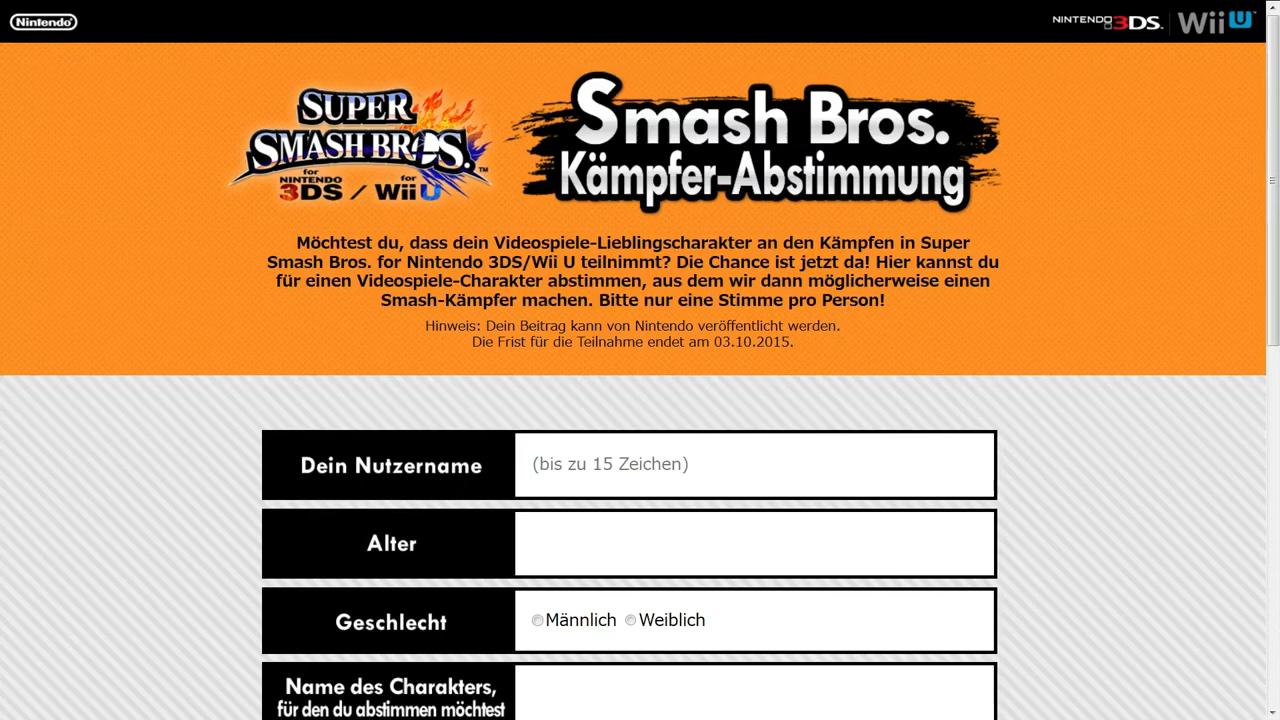 Nintendo
NINTENDO 3DS. WiiU
SUPER
SMASH BROS.™
for NINTENDO 3DS / for WiiU
Smash Bros.
Kämpfer-Abstimmung
Möchtest du, dass dein Videospiele-Lieblingscharakter an den Kämpfen in Super
Smash Bros. for Nintendo 3DS/Wii U teilnimmt? Die Chance ist jetzt da! Hier kannst du
für einen Videospiele-Charakter abstimmen, aus dem wir dann möglicherweise einen
Smash-Kämpfer machen. Bitte nur eine Stimme pro Person!
Hinweis: Dein Beitrag kann von Nintendo veröffentlicht werden.
Die Frist für die Teilnahme endet am 03.10.2015.
Dein Nutzername (bis zu 15 Zeichen)
Alter
Geschlecht Männlich Weiblich
Name des Charakters,
für den du abstimmen möchtest